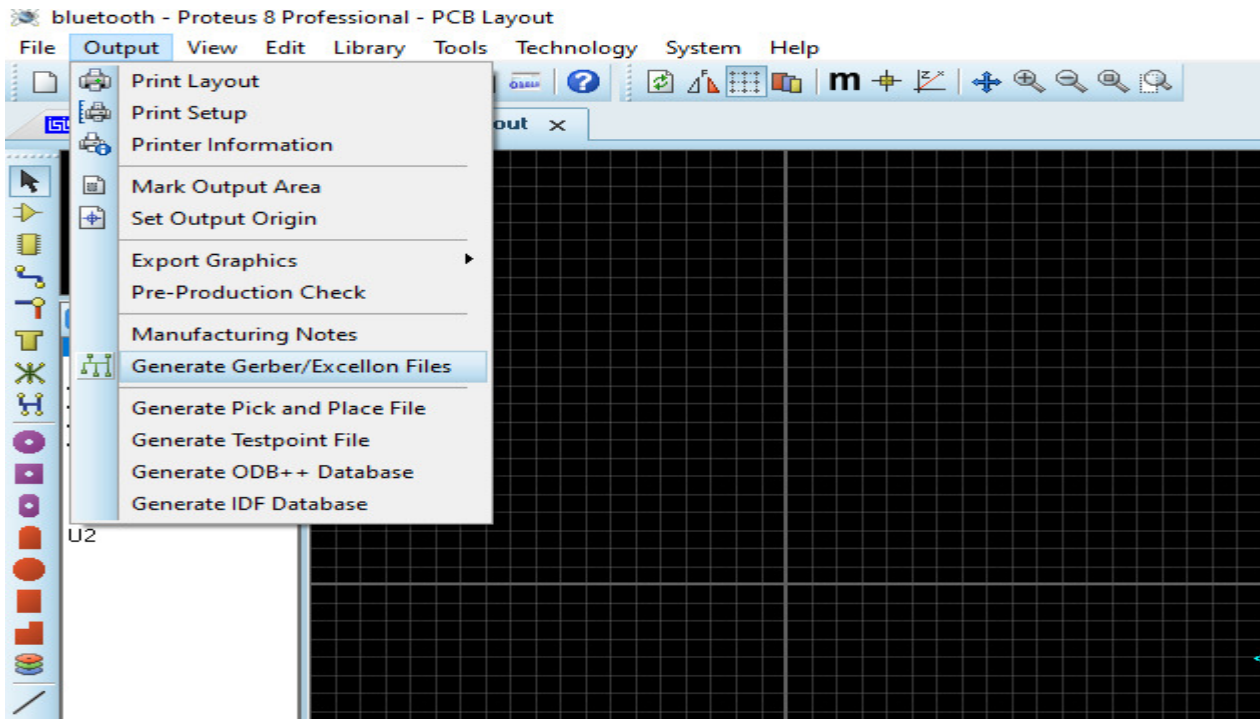 bluetooth - Proteus 8 Professional - PCB Layout
File Output View Edit Library Tools Technology System Help
m
out
Print Layout
Print Setup
Printer Information
Mark Output Area
Set Output Origin
Export Graphics
Pre-Production Check
Manufacturing Notes
Generate Gerber/Excellon Files
Generate Pick and Place File
Generate Testpoint File
Generate ODB++ Database
Generate IDF Database
U2